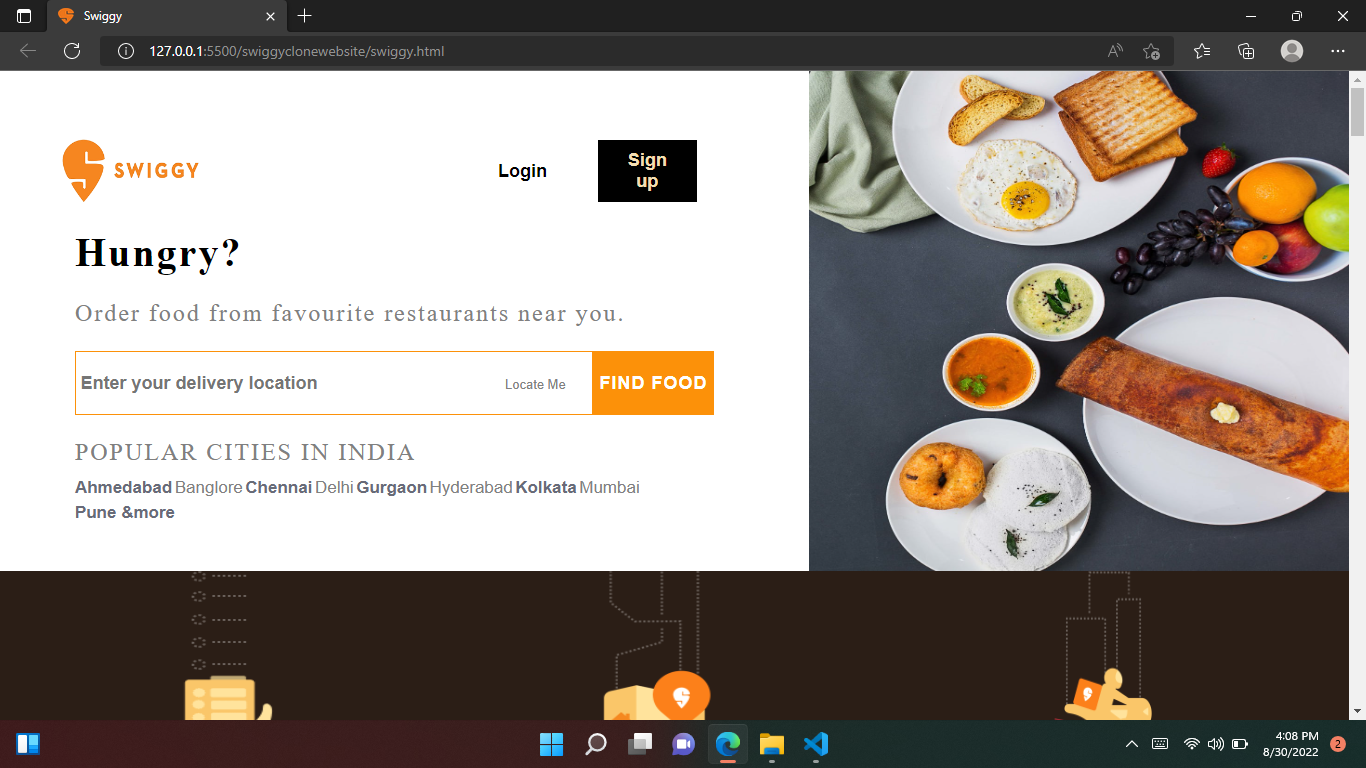 Swiggy
127.0.0.1:5500/swiggyclonewebsite/swiggy.html
SWIGGY
Login
Sign
up
Hungry?
Order food from favourite restaurants near you.
Enter your delivery location
Locate Me
FIND FOOD
POPULAR CITIES IN INDIA
Ahmedabad Banglore Chennai Delhi Gurgaon Hyderabad Kolkata Mumbai
Pune &more
4:08 PM
8/30/2022
2